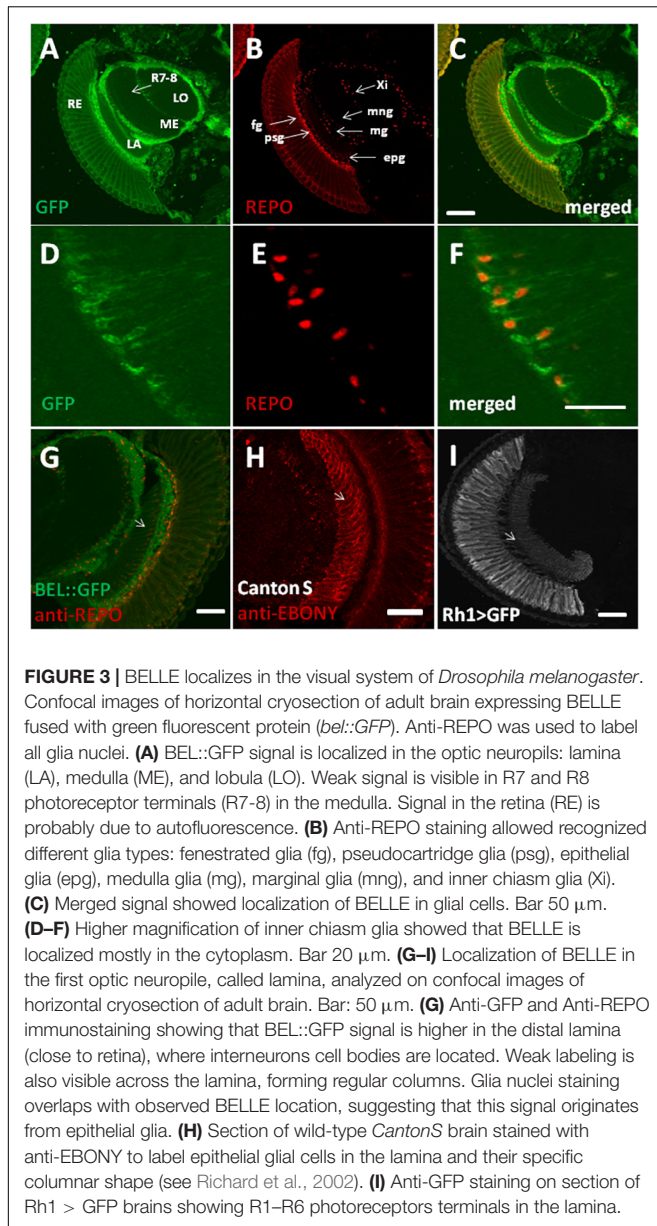 A
R7-8
RE
LO
ME
LA
GFP
B
Xi
mng
fg
psg
mg
epg
REPO
C
merged
D
GFP
E
REPO
F
merged
G
BEL::GFP
anti-REPO
H
Canton S
anti-EBONY
I
Rh1>GFP
FIGURE 3 | BELLE localizes in the visual system of Drosophila melanogaster.
Confocal images of horizontal cryosection of adult brain expressing BELLE
fused with green fluorescent protein (bel::GFP). Anti-REPO was used to label
all glia nuclei. (A) BEL::GFP signal is localized in the optic neuropils: lamina
(LA), medulla (ME), and lobula (LO). Weak signal is visible in R7 and R8
photoreceptor terminals (R7-8) in the medulla. Signal in the retina (RE) is
probably due to autofluorescence. (B) Anti-REPO staining allowed recognized
different glia types: fenestrated glia (fg), pseudocartridge glia (psg), epithelial
glia (epg), medulla glia (mg), marginal glia (mng), and inner chiasm glia (Xi).
(C) Merged signal showed localization of BELLE in glial cells. Bar 50 μm.
(D–F) Higher magnification of inner chiasm glia showed that BELLE is
localized mostly in the cytoplasm. Bar 20 μm. (G–I) Localization of BELLE in
the first optic neuropile, called lamina, analyzed on confocal images of
horizontal cryosection of adult brain. Bar: 50 μm. (G) Anti-GFP and Anti-REPO
immunostaining showing that BEL::GFP signal is higher in the distal lamina
(close to retina), where interneurons cell bodies are located. Weak labeling is
also visible across the lamina, forming regular columns. Glia nuclei staining
overlaps with observed BELLE location, suggesting that this signal originates
from epithelial glia. (H) Section of wild-type CantonS brain stained with
anti-EBONY to label epithelial glial cells in the lamina and their specific
columnar shape (see Richard et al., 2002). (I) Anti-GFP staining on section of
Rh1 > GFP brains showing R1–R6 photoreceptors terminals in the lamina.